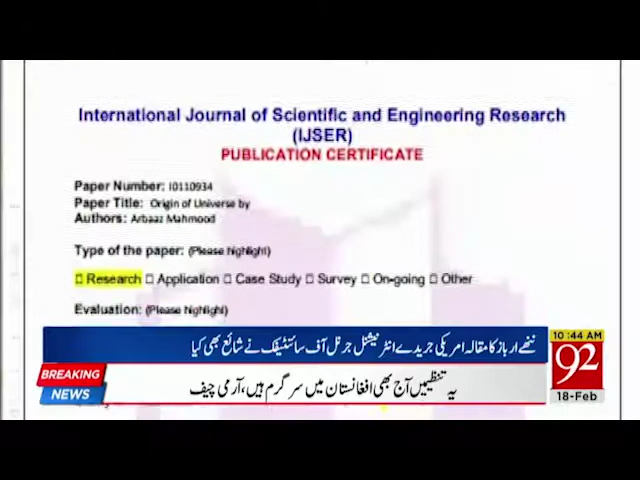 International Journal of Scientific and Engineering Research
(IJSER)
PUBLICATION CERTIFICATE
Paper Number: I0110934
Paper Title: Origin of Universe by
Authors: Arbaaz Mahmood
Type of the paper: (Please highlight)
Research Application Case Study Survey On-going Other
Evaluation: (Please highlight)
ننھے ارباز کا مقالہ امریکی جریدے انٹرنیشنل جرنل آف سائنٹیفک نے شائع بھی کیا
10:44 AM
92
18-Feb
BREAKING
NEWS
یہ تنظیمیں آج بھی افغانستان میں سرگرم ہیں، آرمی چیف